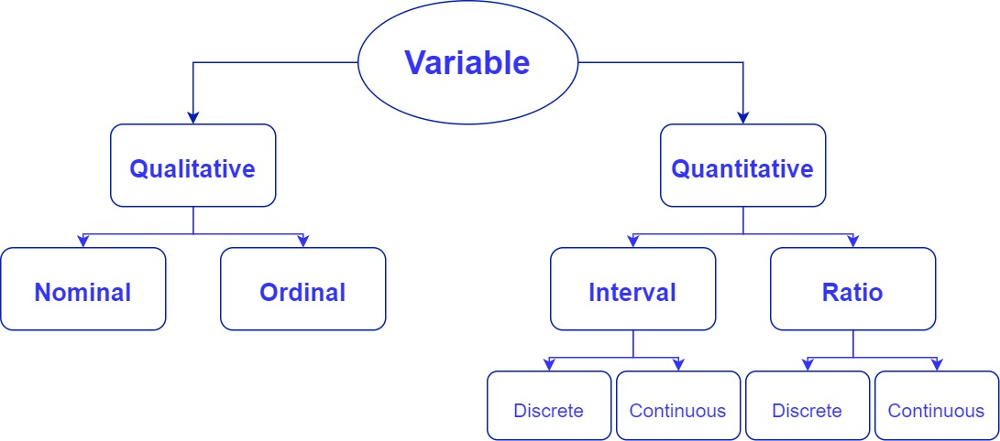 Variable
Qualitative
Quantitative
Nominal
Ordinal
Interval
Ratio
Discrete
Continuous
Discrete
Continuous